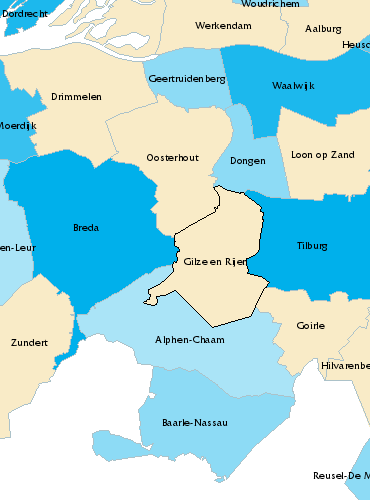 Woudrichem
Dordrecht
Werkendam
Aalburg
Heusd
Geertruidenberg
Waalwijk
Drimmelen
Moerdijk
Oosterhout
Dongen
Loon op Zand
Breda
Tilburg
en-Leur
Gilze en Rijen
Goirle
Zundert
Alphen-Chaam
Hilvarenbe
Baarle-Nassau
Reusel-De M